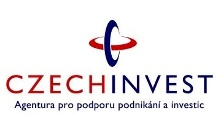 CZECHINVEST
Agentura pro podporu podnikání a investic